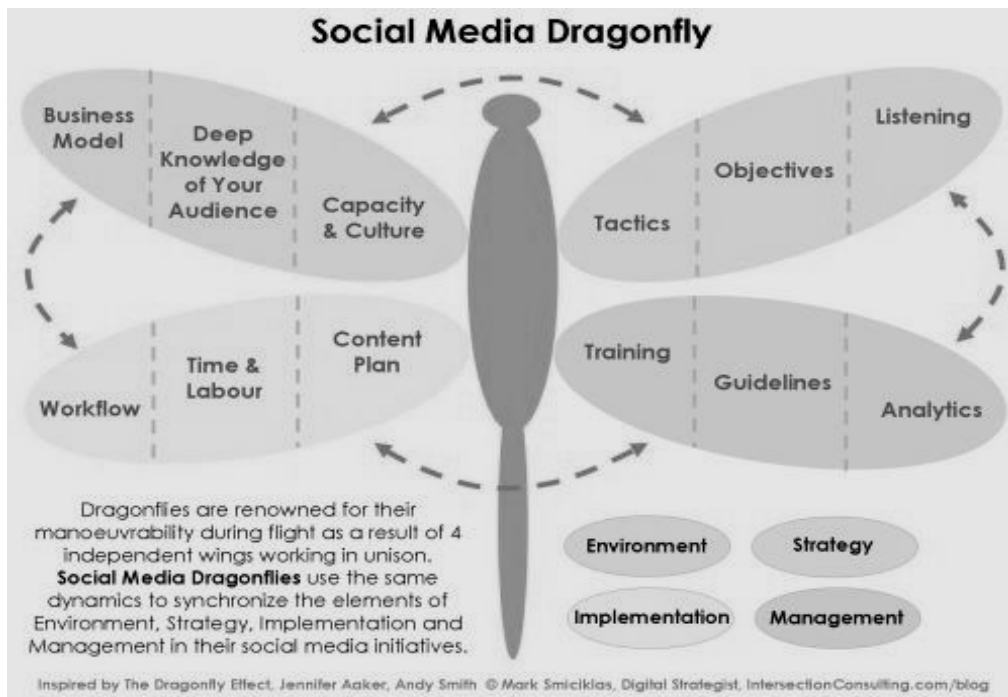 Social Media Dragonfly
Business
Model
Deep
Knowledge
of Your
Audience
Capacity
& Culture
Tactics
Objectives
Listening
Workflow
Time &
Labour
Content
Plan
Training
Guidelines
Analytics
Dragonflies are renowned for their
manoeuvrability during flight as a result of 4
independent wings working in unison.
Social Media Dragonflies use the same
dynamics to synchronize the elements of
Environment, Strategy, Implementation and
Management in their social media initiatives.
Environment
Strategy
Implementation
Management
Inspired by The Dragonfly Effect, Jennifer Aaker, Andy Smith © Mark Smiciklas, Digital Strategist, IntersectionConsulting.com/blog